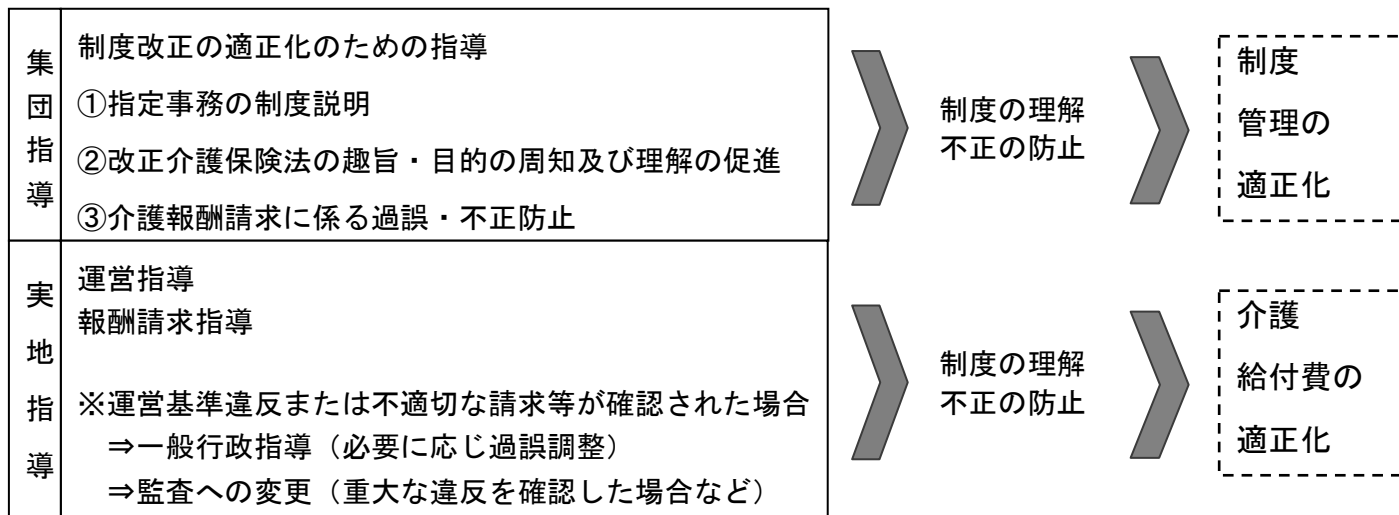 集団指導
制度改正の適正化のための指導
①指定事務の制度説明
②改正介護保険法の趣旨・目的の周知及び理解の促進
③介護報酬請求に係る過誤・不正防止
制度の理解
不正の防止
制度
管理の
適正化
実地指導
運営指導
報酬請求指導
※運営基準違反または不適切な請求等が確認された場合
⇒一般行政指導（必要に応じ過誤調整）
⇒監査への変更（重大な違反を確認した場合など）
制度の理解
不正の防止
介護
給付費の
適正化